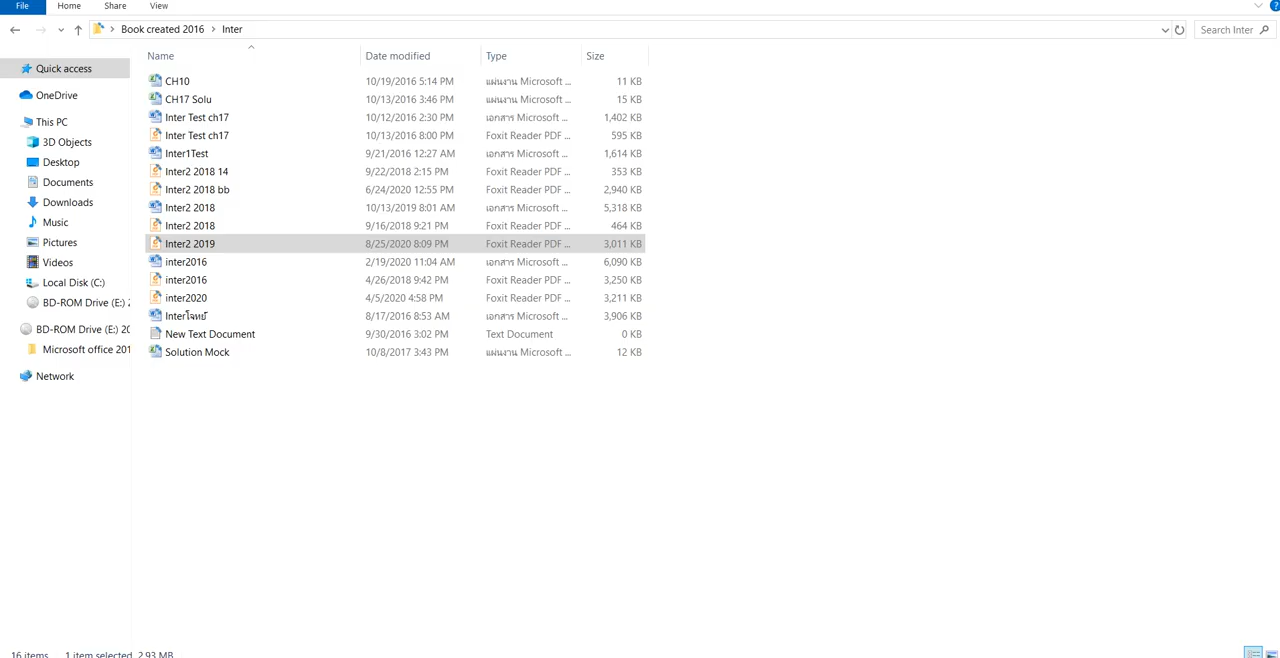 File Home Share View
Book created 2016 > Inter Search Inter
Name Date modified Type Size
Quick access
OneDrive
This PC
3D Objects
Desktop
Documents
Downloads
Music
Pictures
Videos
Local Disk (C:)
BD-ROM Drive (E:) 2
BD-ROM Drive (E:) 20
Microsoft office 201
Network
CH10 10/19/2016 5:14 PM แผ่นงาน Microsoft ... 11 KB
CH17 Solu 10/13/2016 3:46 PM แผ่นงาน Microsoft ... 15 KB
Inter Test ch17 10/12/2016 2:30 PM เอกสาร Microsoft ... 1,402 KB
Inter Test ch17 10/13/2016 8:00 PM Foxit Reader PDF ... 595 KB
Inter1Test 9/21/2016 12:27 AM เอกสาร Microsoft ... 1,614 KB
Inter2 2018 14 9/22/2018 2:15 PM Foxit Reader PDF ... 353 KB
Inter2 2018 bb 6/24/2020 12:55 PM Foxit Reader PDF ... 2,940 KB
Inter2 2018 10/13/2019 8:01 AM เอกสาร Microsoft ... 5,318 KB
Inter2 2018 9/16/2018 9:21 PM Foxit Reader PDF ... 464 KB
Inter2 2019 8/25/2020 8:09 PM Foxit Reader PDF ... 3,011 KB
inter2016 2/19/2020 11:04 AM เอกสาร Microsoft ... 6,090 KB
inter2016 4/26/2018 9:42 PM Foxit Reader PDF ... 3,250 KB
inter2020 4/5/2020 4:58 PM Foxit Reader PDF ... 3,211 KB
Interโจทย์ 8/17/2016 8:53 AM เอกสาร Microsoft ... 3,906 KB
New Text Document 9/30/2016 3:02 PM Text Document 0 KB
Solution Mock 10/8/2017 3:43 PM แผ่นงาน Microsoft ... 12 KB
16 items 1 item selected 2.93 MB